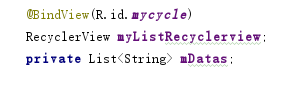 @BindView(R.id.mycycle)
RecyclerView myListRecyclerview;
private List<String> mDatas;